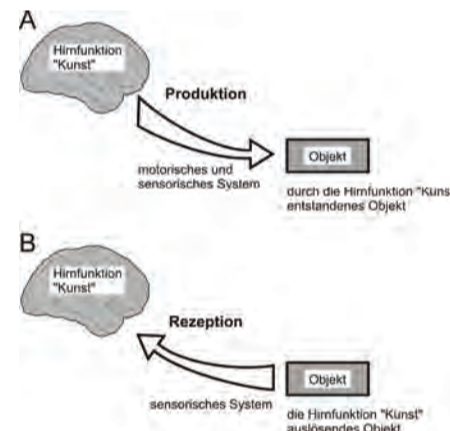 A
Hirnfunktion
"Kunst"
Produktion
Objekt
motorisches und
sensorisches System
durch die Hirnfunktion "Kuns
entstandenes Objekt
B
Hirnfunktion
"Kunst"
Rezeption
Objekt
sensorisches System
die Hirnfunktion "Kunst"
auslösendes Objekt